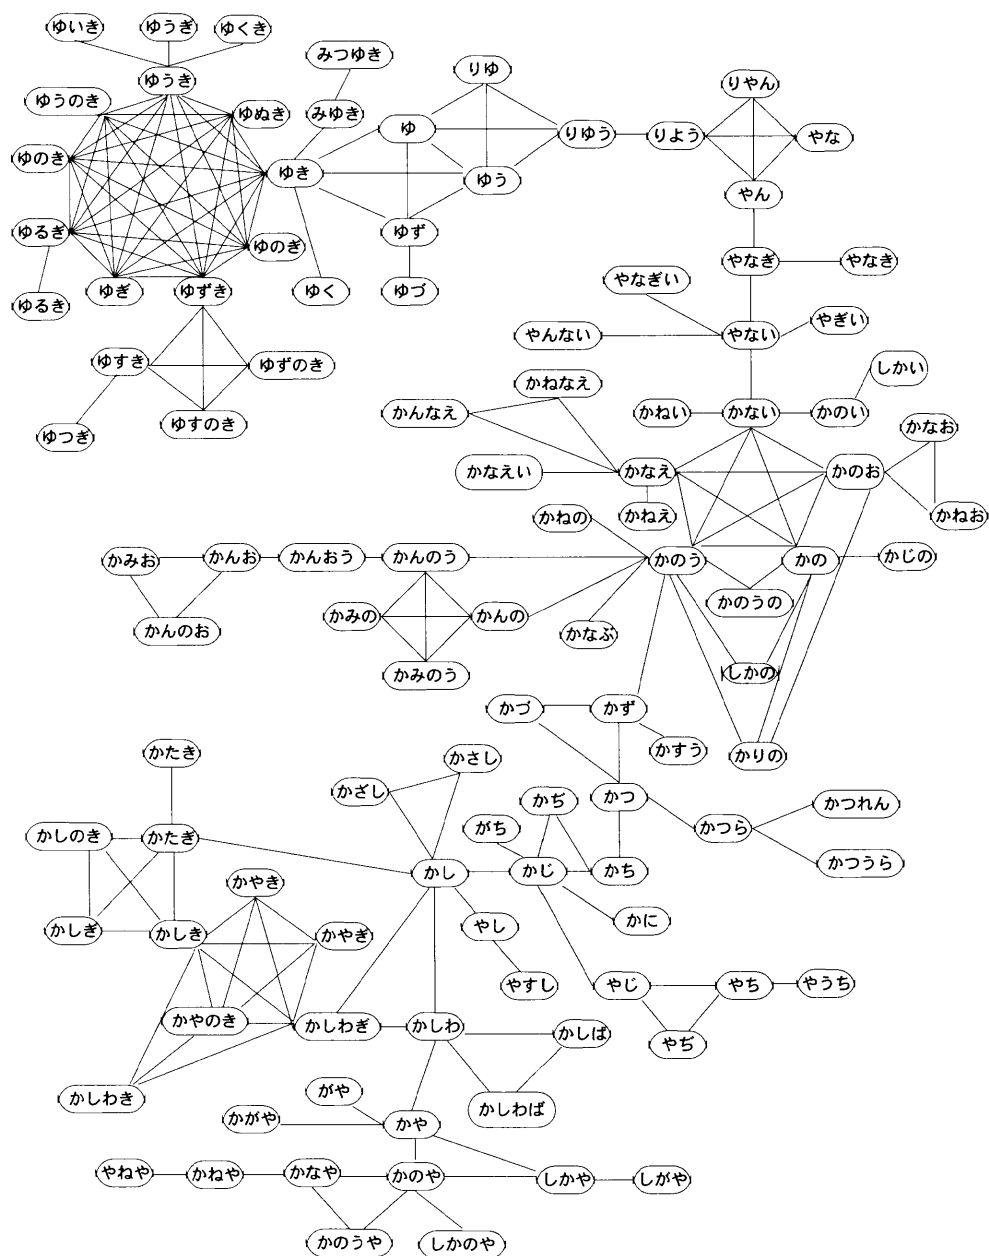 ゆいき
ゆうぎ
ゆくき
みつゆき
りゆ
ゆうき
りやん
ゆうのき
ゆぬき
みゆき
ゆ
りゆう
りよう
やな
ゆのき
ゆき
ゆう
やん
ゆるぎ
ゆのぎ
ゆず
やなぎ
やなき
ゆぎ
ゆずき
ゆく
ゆづ
やなぎい
ゆるき
やんない
やない
やぎい
ゆすき
ゆずのき
しかい
かねなえ
かんなえ
かねい
かない
かのい
ゆすのき
ゆつぎ
かなお
かなえい
かなえ
かのお
かねの
かねえ
かねお
かみお
かんお
かんおう
かんのう
かのう
かの
かじの
かのうの
かみの
かんの
かんのお
かなぶ
かみのう
しかの
かづ
かず
かすう
かりの
かたき
かさし
かざし
かぢ
かつ
かつれん
かしのき
かたぎ
がち
かつら
かつうら
かし
かじ
かち
かやき
かしぎ
かしき
かやぎ
やし
かに
やすし
やじ
やち
やうち
かやのき
かしわぎ
かしわ
かしば
やぢ
かしわき
がや
かしわば
かがや
かや
やねや
かねや
かなや
かのや
しかや
しがや
かのうや
しかのや